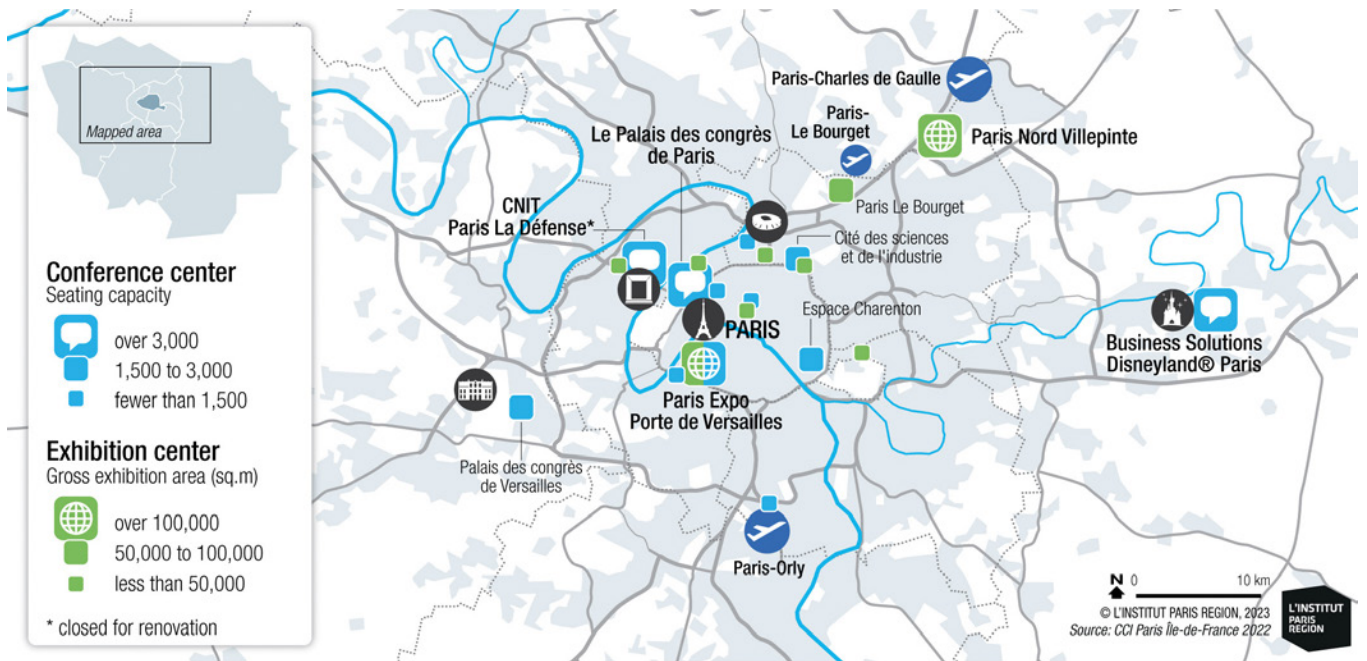 Mapped area
Conference center
Seating capacity
over 3,000
1,500 to 3,000
fewer than 1,500
Exhibition center
Gross exhibition area (sq.m)
over 100,000
50,000 to 100,000
less than 50,000
* closed for renovation
Paris-Charles de Gaulle
Paris-
Le Bourget
Paris Nord Villepinte
Le Palais des congrès
de Paris
Paris Le Bourget
CNIT
Paris La Défense*
Cité des sciences
et de l'industrie
Espace Charenton
PARIS
Business Solutions
Disneyland® Paris
Paris Expo
Porte de Versailles
Palais des congrès
de Versailles
Paris-Orly
N 0 10 km
© L'INSTITUT PARIS REGION, 2023
Source: CCI Paris Île-de-France 2022
L'INSTITUT
PARIS
REGION